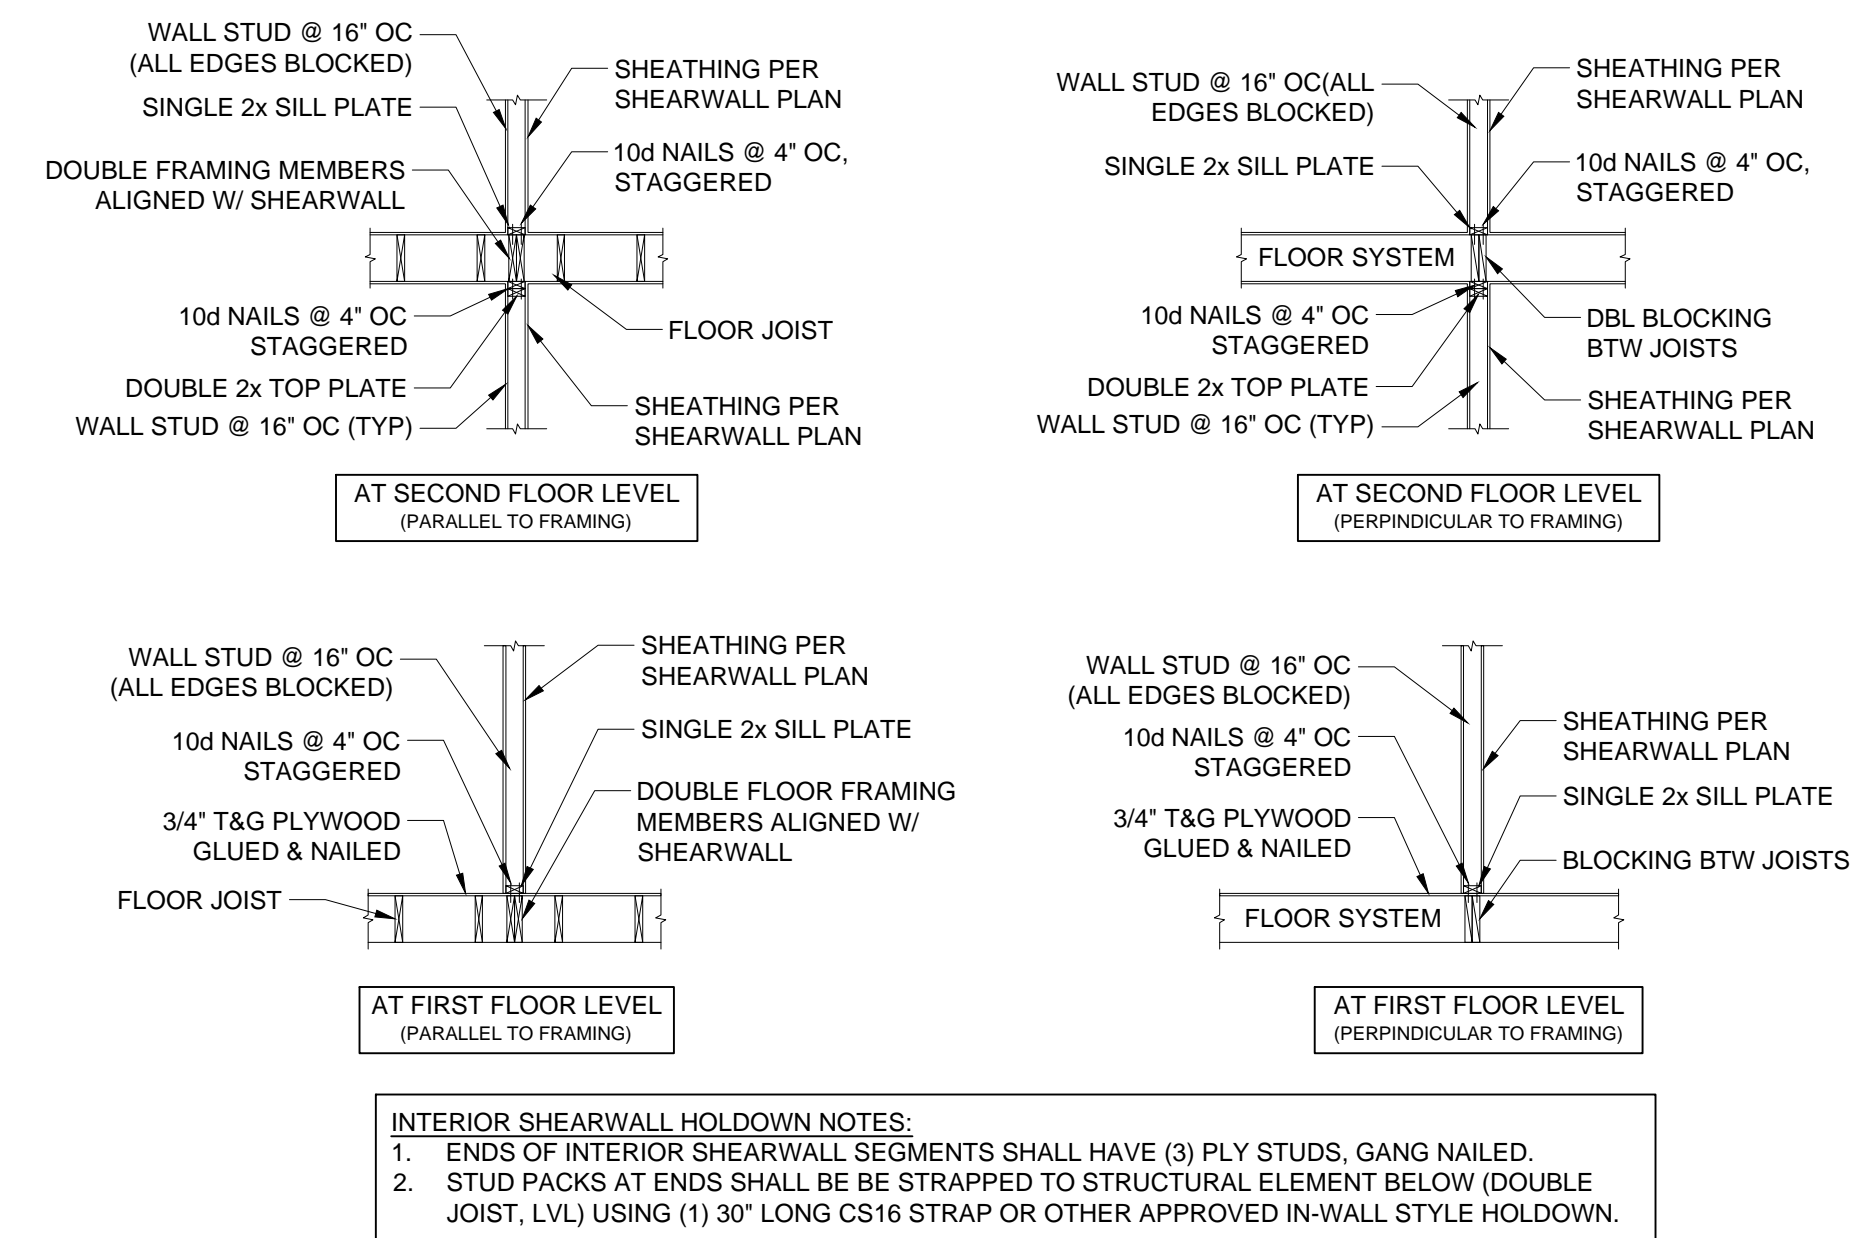 WALL STUD @ 16" OC
(ALL EDGES BLOCKED)
SINGLE 2x SILL PLATE
DOUBLE FRAMING MEMBERS
ALIGNED W/ SHEARWALL
10d NAILS @ 4" OC
STAGGERED
DOUBLE 2x TOP PLATE
WALL STUD @ 16" OC (TYP)
SHEATHING PER
SHEARWALL PLAN
10d NAILS @ 4" OC,
STAGGERED
FLOOR JOIST
SHEATHING PER
SHEARWALL PLAN
AT SECOND FLOOR LEVEL
(PARALLEL TO FRAMING)
WALL STUD @ 16" OC(ALL
EDGES BLOCKED)
SINGLE 2x SILL PLATE
FLOOR SYSTEM
10d NAILS @ 4" OC
STAGGERED
DOUBLE 2x TOP PLATE
WALL STUD @ 16" OC (TYP)
SHEATHING PER
SHEARWALL PLAN
10d NAILS @ 4" OC,
STAGGERED
DBL BLOCKING
BTW JOISTS
SHEATHING PER
SHEARWALL PLAN
AT SECOND FLOOR LEVEL
(PERPINDICULAR TO FRAMING)
WALL STUD @ 16" OC
(ALL EDGES BLOCKED)
10d NAILS @ 4" OC
STAGGERED
3/4" T&G PLYWOOD
GLUED & NAILED
FLOOR JOIST
SHEATHING PER
SHEARWALL PLAN
SINGLE 2x SILL PLATE
DOUBLE FLOOR FRAMING
MEMBERS ALIGNED W/
SHEARWALL
AT FIRST FLOOR LEVEL
(PARALLEL TO FRAMING)
WALL STUD @ 16" OC
(ALL EDGES BLOCKED)
10d NAILS @ 4" OC
STAGGERED
3/4" T&G PLYWOOD
GLUED & NAILED
FLOOR SYSTEM
SHEATHING PER
SHEARWALL PLAN
SINGLE 2x SILL PLATE
BLOCKING BTW JOISTS
AT FIRST FLOOR LEVEL
(PERPINDICULAR TO FRAMING)
INTERIOR SHEARWALL HOLDOWN NOTES:
1. ENDS OF INTERIOR SHEARWALL SEGMENTS SHALL HAVE (3) PLY STUDS, GANG NAILED.
2. STUD PACKS AT ENDS SHALL BE BE STRAPPED TO STRUCTURAL ELEMENT BELOW (DOUBLE
JOIST, LVL) USING (1) 30" LONG CS16 STRAP OR OTHER APPROVED IN-WALL STYLE HOLDOWN.